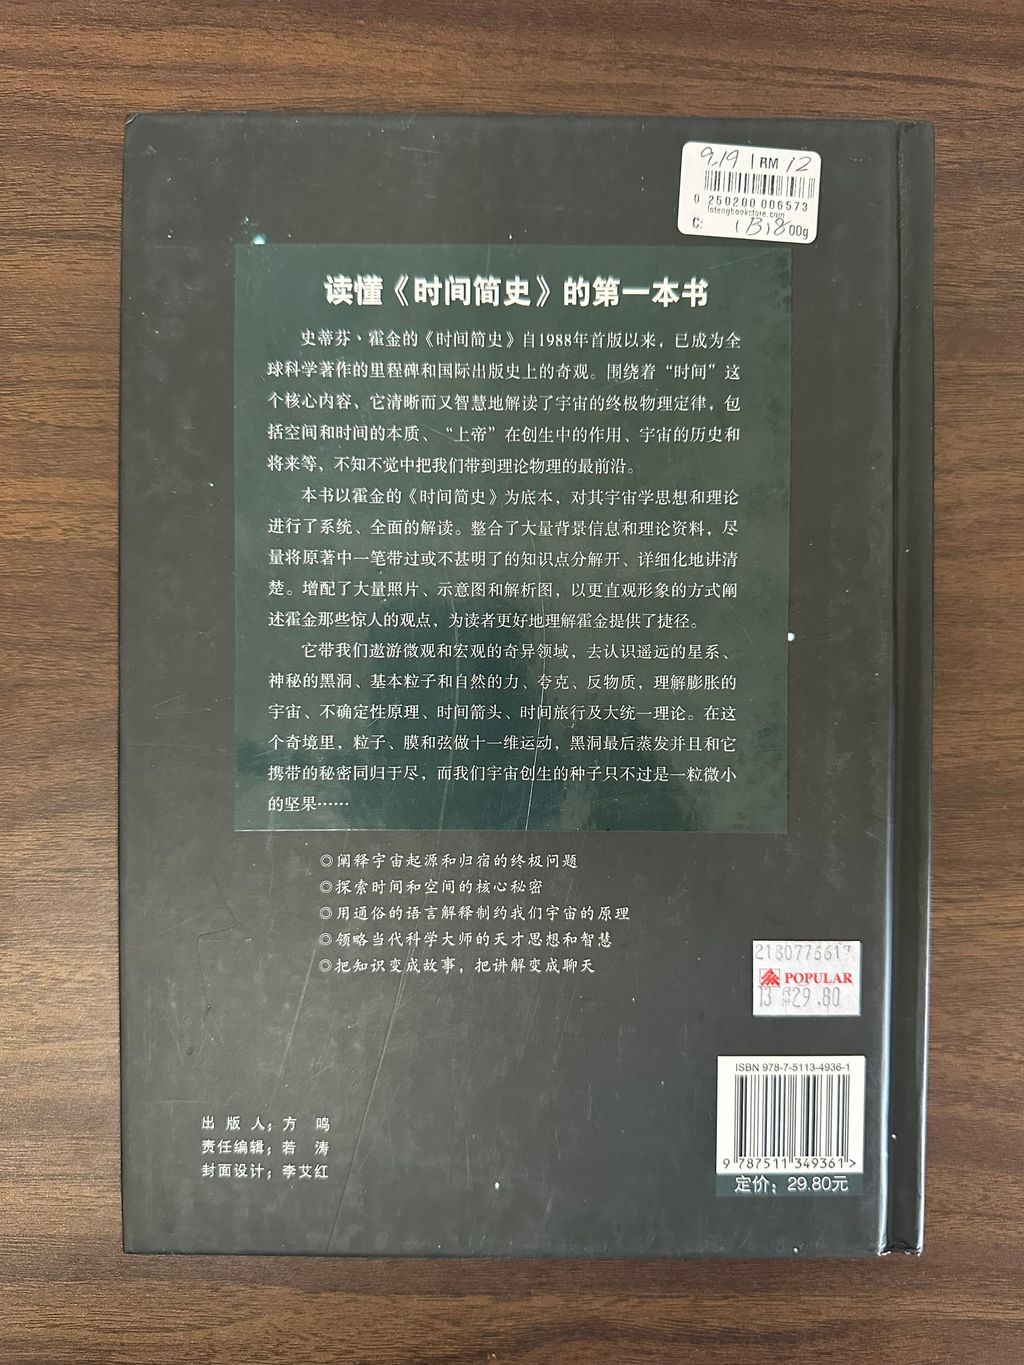 9,19 | RM 12
0 250200 006573
lotengbookstore.com
C: (B)800g
读懂《时间简史》的第一本书
史蒂芬·霍金的《时间简史》自1988年首版以来，已成为全
球科学著作的里程碑和国际出版史上的奇观。围绕着“时间”这
个核心内容，它清晰而又智慧地解读了宇宙的终极物理定律，包
括空间和时间的本质、“上帝”在创生中的作用、宇宙的历史和
将来等，不知不觉中把我们带到理论物理的最前沿。
本书以霍金的《时间简史》为底本，对其宇宙学思想和理论
进行了系统、全面的解读。整合了大量背景信息和理论资料，尽
量将原著中一笔带过或不甚明了的知识点分解开、详细化地讲清
楚。增配了大量照片、示意图和解析图，以更直观形象的方式阐
述霍金那些惊人的观点，为读者更好地理解霍金提供了捷径。
它带我们遨游微观和宏观的奇异领域，去认识遥远的星系、
神秘的黑洞、基本粒子和自然的力、夸克、反物质，理解膨胀的
宇宙、不确定性原理、时间箭头、时间旅行及大统一理论。在这
个奇境里，粒子、膜和弦做十一维运动，黑洞最后蒸发并且和它
携带的秘密同归于尽，而我们宇宙创生的种子只不过是一粒微小
的坚果……
◎阐释宇宙起源和归宿的终极问题
◎探索时间和空间的核心秘密
◎用通俗的语言解释制约我们宇宙的原理
◎领略当代科学大师的天才思想和智慧
◎把知识变成故事，把讲解变成聊天
2180776617
POPULAR
13 RM29.80
ISBN 978-7-5113-4936-1
9 787511 349361>
定价：29.80元
出 版 人：方 鸣
责任编辑：若 涛
封面设计：李艾红